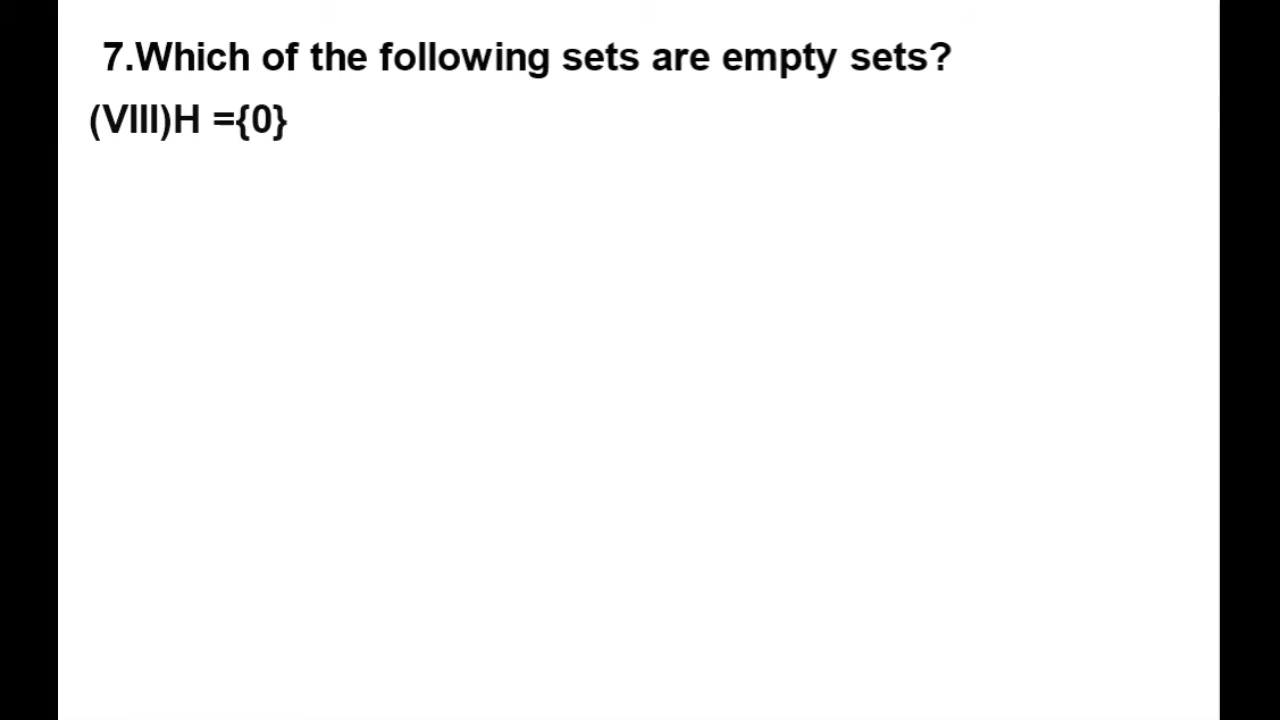 7.Which of the following sets are empty sets?
(VIII)H ={0}